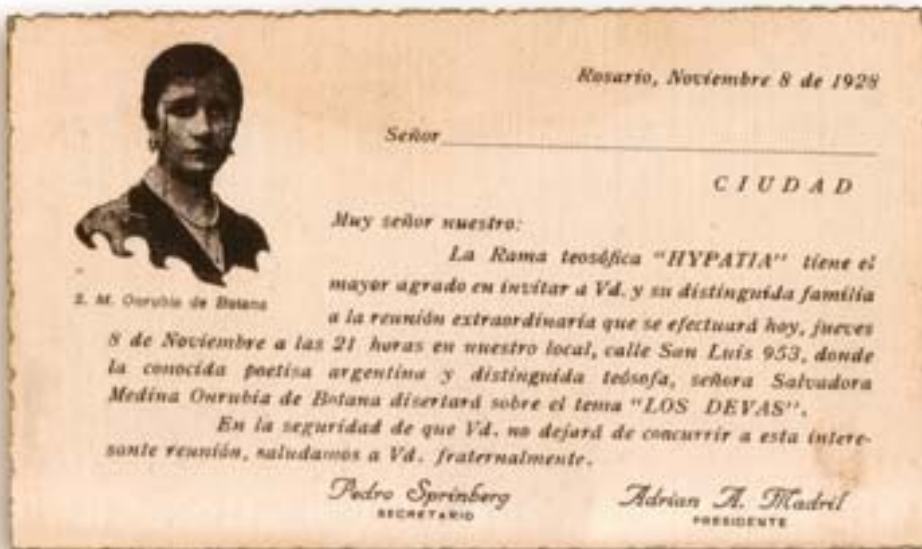 Rosario, Noviembre 8 de 1928
Señor
CIUDAD
Muy señor nuestro:
La Rama teosófica "HYPATIA" tiene el
mayor agrado en invitar a Vd. y su distinguida familia
a la reunión extraordinaria que se efectuará hoy, jueves
8 de Noviembre a las 21 horas en nuestro local, calle San Luis 953, donde
la conocida poetisa argentina y distinguida teósofa, señora Salvadora
Medina Onrubia de Botana disertará sobre el tema "LOS DEVAS".
En la seguridad de que Vd. no dejará de concurrir a esta intere-
sante reunión, saludamos a Vd. fraternalmente.
S. M. Onrubia de Botana
Pedro Sprinberg
SECRETARIO
Adrian A. Madril
PRESIDENTE